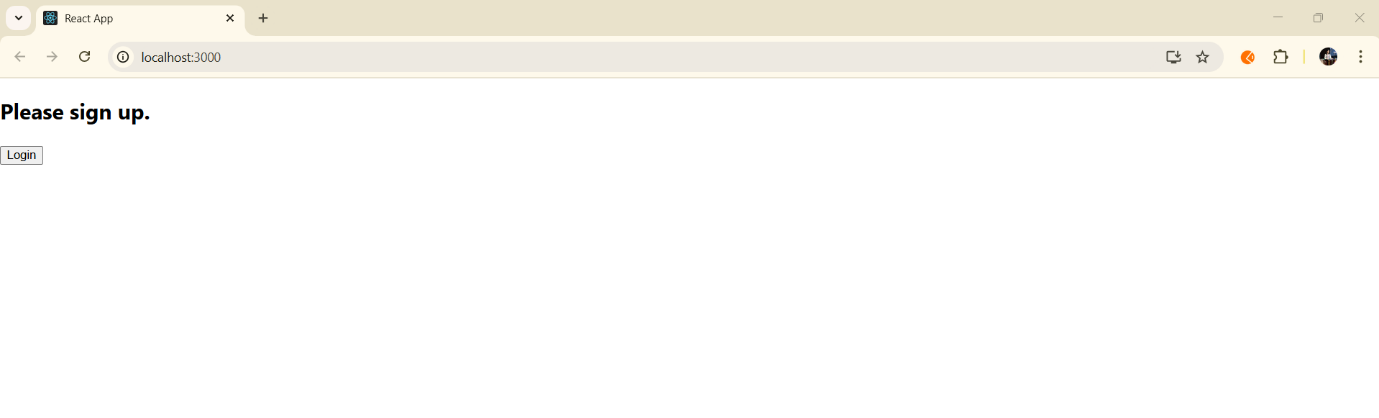 React App
localhost:3000
Please sign up.
Login